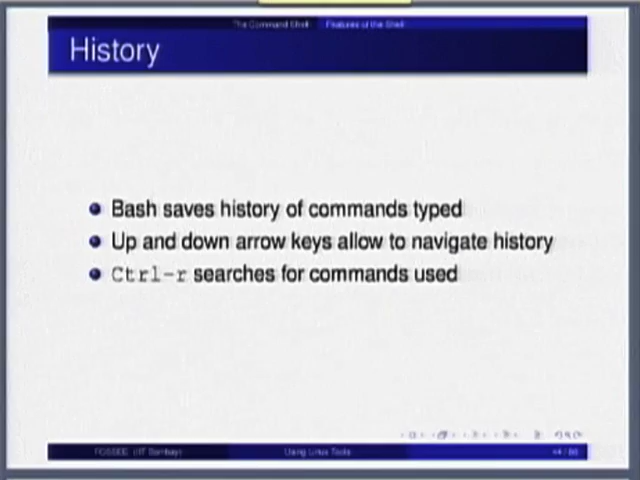 The Command Shell Features of the Shell
History
Bash saves history of commands typed
Up and down arrow keys allow to navigate history
Ctrl-r searches for commands used
FOSSEE (IIT Bombay) Using Linux Tools